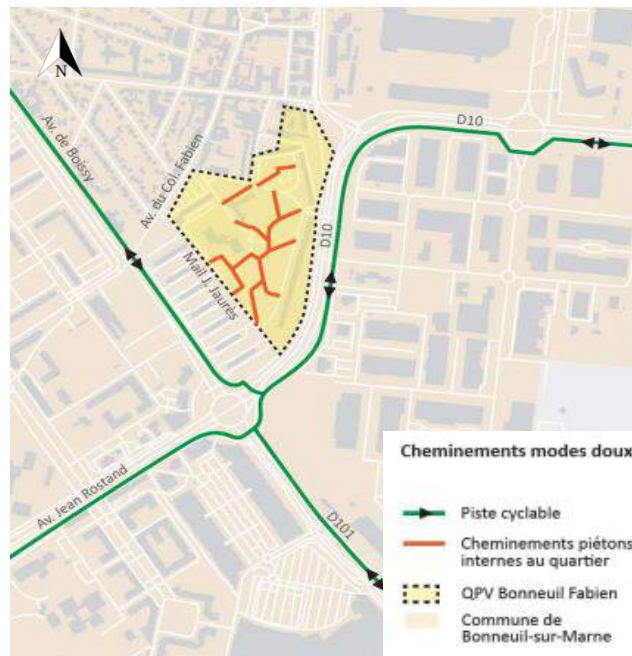 N
D10
Av. de Boissy
Av. du Col. Fabien
D10
Mail J. Jaurès
Av. Jean Rostand
D101
Cheminements modes doux
Piste cyclable
Cheminements piétons
internes au quartier
QPV Bonneuil Fabien
Commune de
Bonneuil-sur-Marne